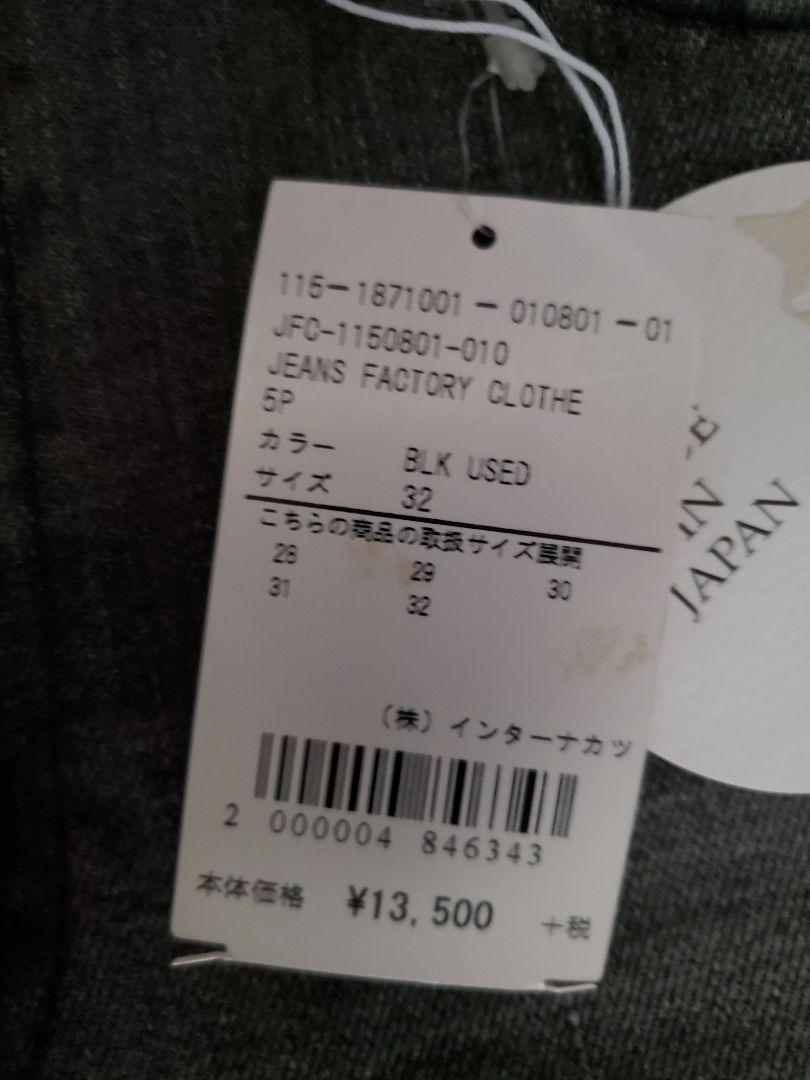 115-1871001-010801-01
JFC-1150801-010
JEANS FACTORY CLOTHE
5P
カラー BLK USED
サイズ 32
こちらの商品の取扱サイズ展開
28 29 30
31 32
(株)インターナカツ
2 000004 846343
本体価格 ¥13,500 +税
IN
JAPAN